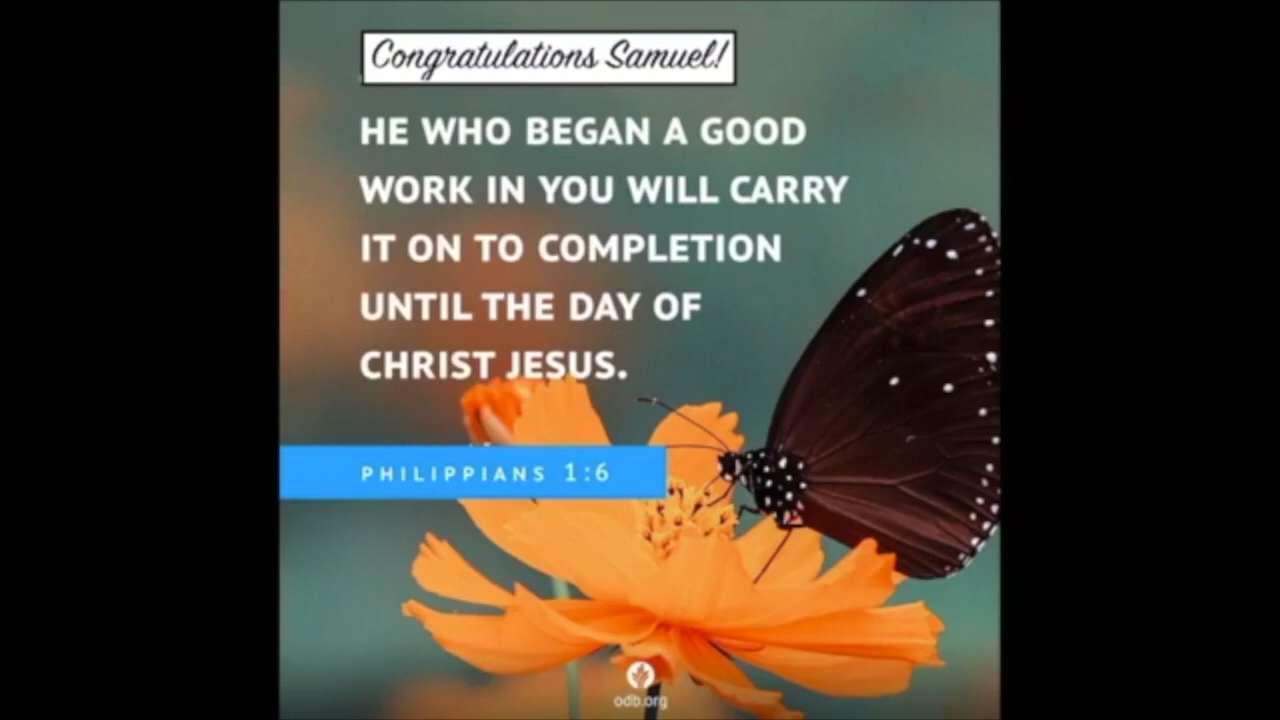 Congratulations Samuel!
HE WHO BEGAN A GOOD
WORK IN YOU WILL CARRY
IT ON TO COMPLETION
UNTIL THE DAY OF
CHRIST JESUS.
PHILIPPIANS 1:6
odb.org